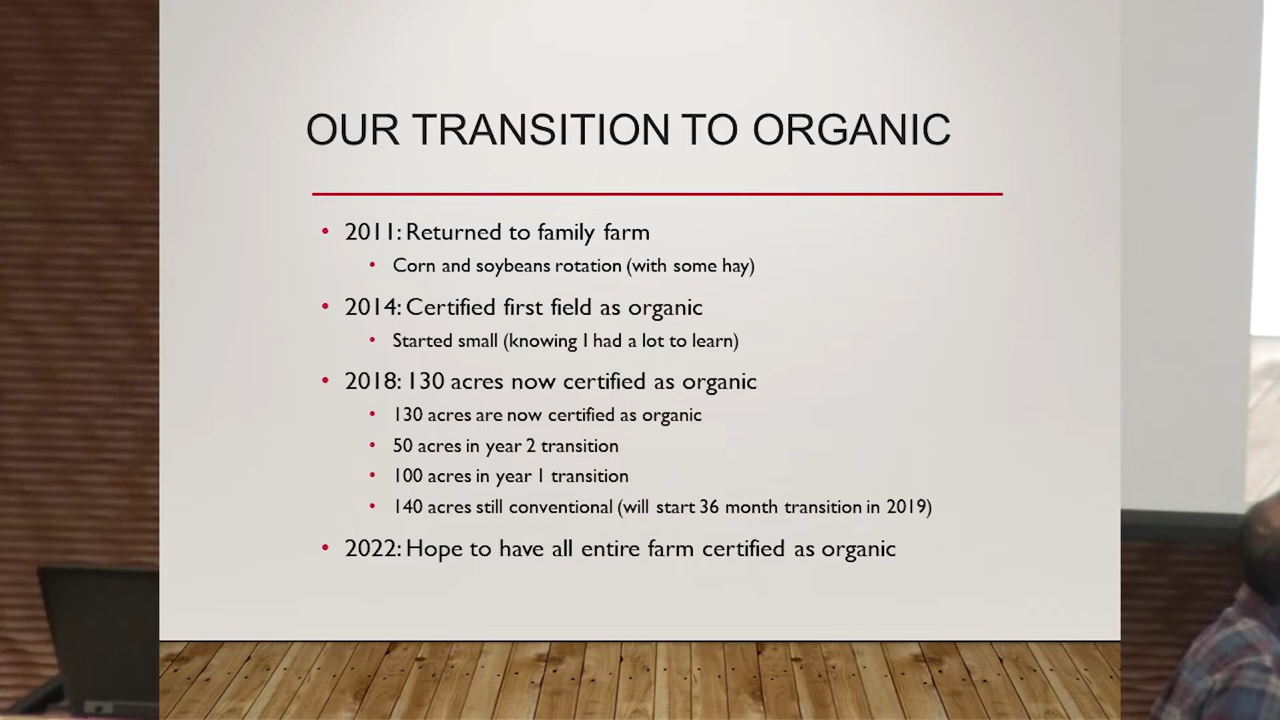 OUR TRANSITION TO ORGANIC
• 2011: Returned to family farm
• Corn and soybeans rotation (with some hay)
• 2014: Certified first field as organic
• Started small (knowing I had a lot to learn)
• 2018: 130 acres now certified as organic
• 130 acres are now certified as organic
• 50 acres in year 2 transition
• 100 acres in year 1 transition
• 140 acres still conventional (will start 36 month transition in 2019)
• 2022: Hope to have all entire farm certified as organic